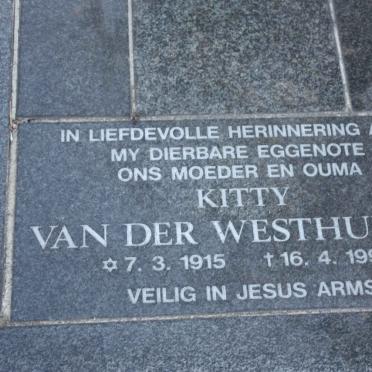 IN LIEFDEVOLLE HERINNERING A
MY DIERBARE EGGENOTE
ONS MOEDER EN OUMA
KITTY
VAN DER WESTHU
✡ 7. 3. 1915 † 16. 4. 199
VEILIG IN JESUS ARMS